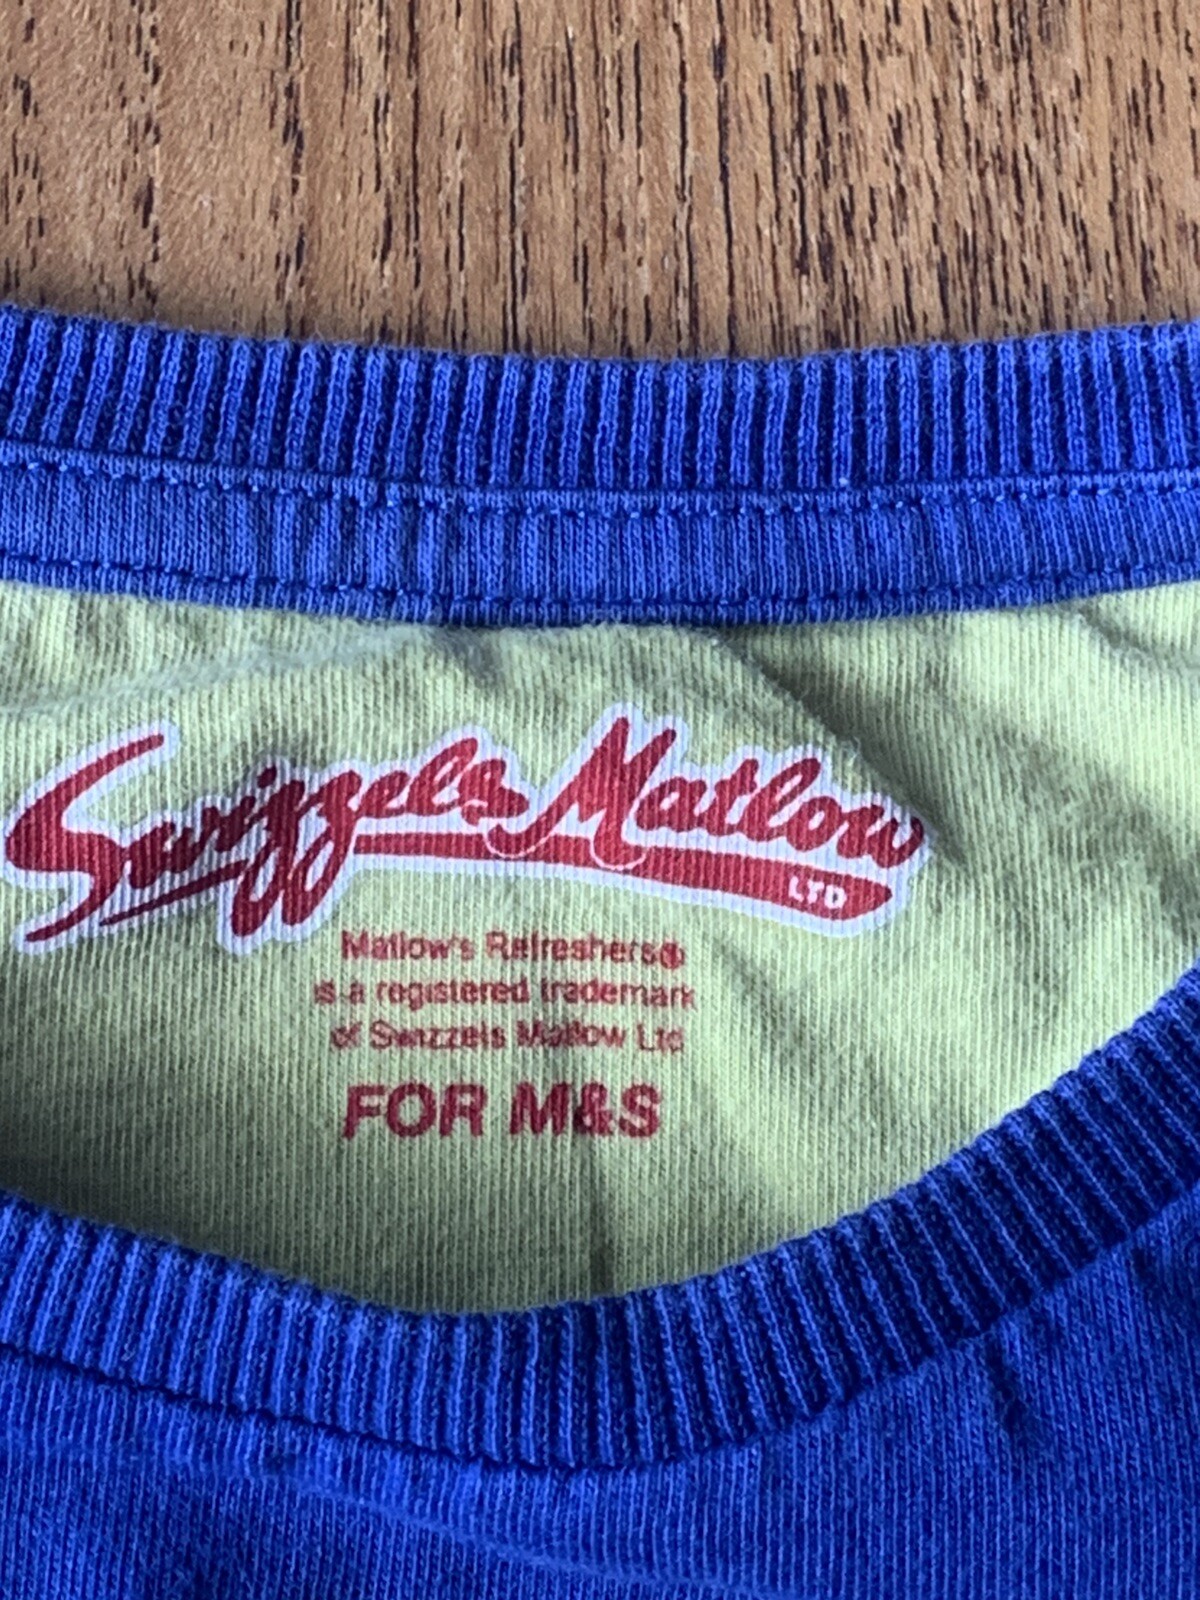 Swizzels Matlow
LTD
Matlow's Refreshers®
is a registered trademark
of Swizzels Matlow Ltd
FOR M&S